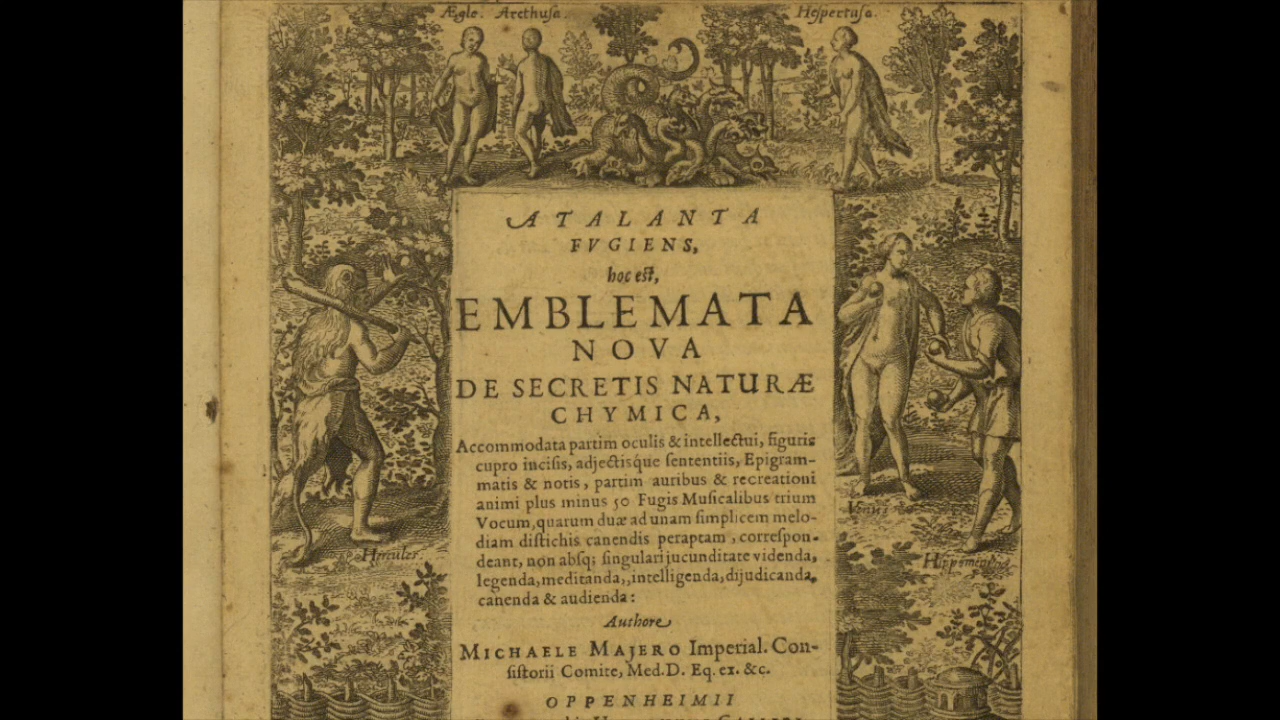 Ægle. Arethusa.
Hespertusa.
ATALANTA
FVGIENS,
hoc est,
EMBLEMATA
NOVA
DE SECRETIS NATURÆ
CHYMICA,
Accommodata partim oculis & intellectui, figuris
cupro incisis, adjectisque sententiis, Epigram-
matis & notis, partim auribus & recreationi
animi plus minus 50 Fugis Musicalibus trium
Vocum, quarum duæ ad unam simplicem melo-
diam distichis canendis peraptam, correspon-
deant, non absq; singulari jucunditate videnda,
legenda, meditanda,, intelligenda, dijudicanda,
canenda & audienda:
Venus
Hercules.
Hippomenes
Authore
MICHAELE MAJERO Imperial. Con-
sistorii Comite, Med. D. Eq. ex. &c.
OPPENHEIMII